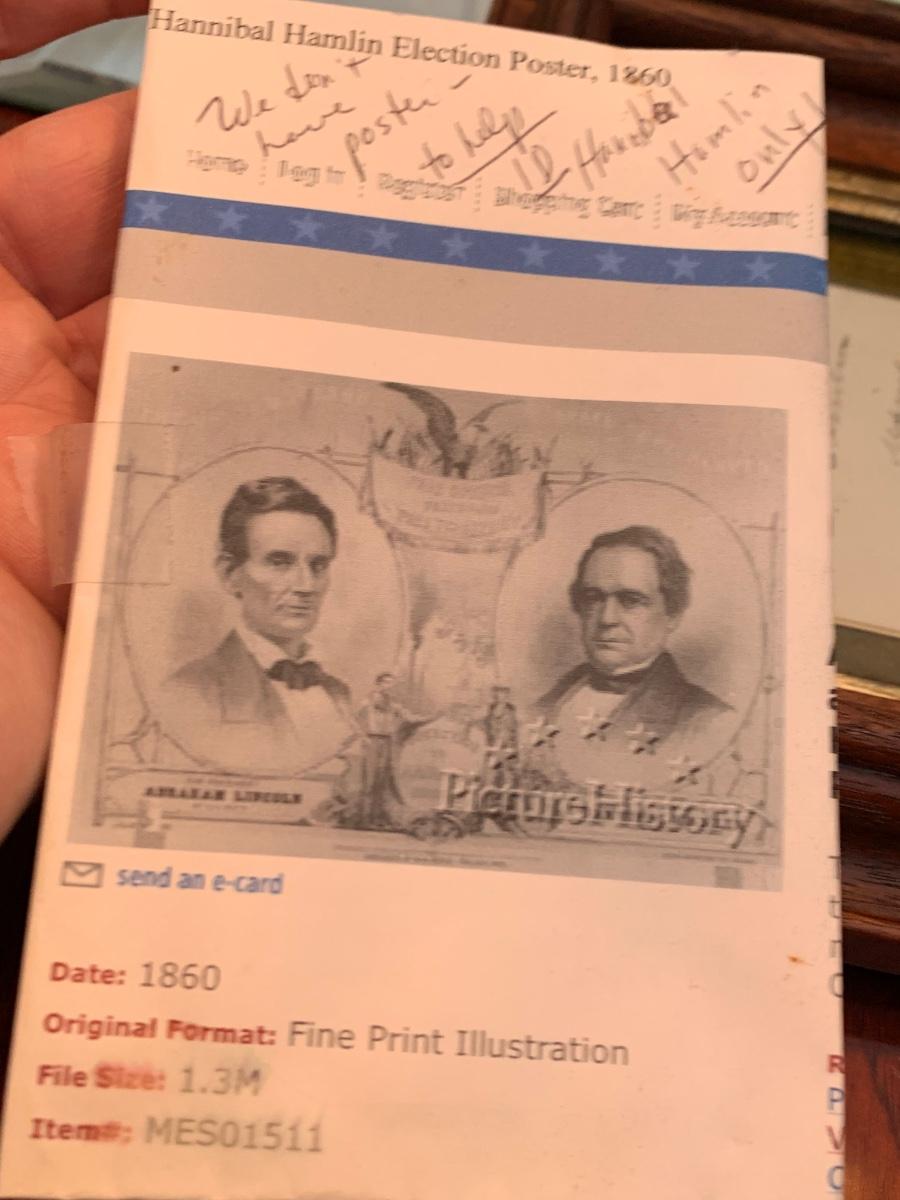 Hannibal Hamlin Election Poster, 1860
We don't have poster - to help ID Hannibal Hamlin only!
Home Log In Register Shopping Cart My Account
ABRAHAM LINCOLN
PictureHistory
send an e-card
Date: 1860
Original Format: Fine Print Illustration
File Size: 1.3M
Item#: MES01511